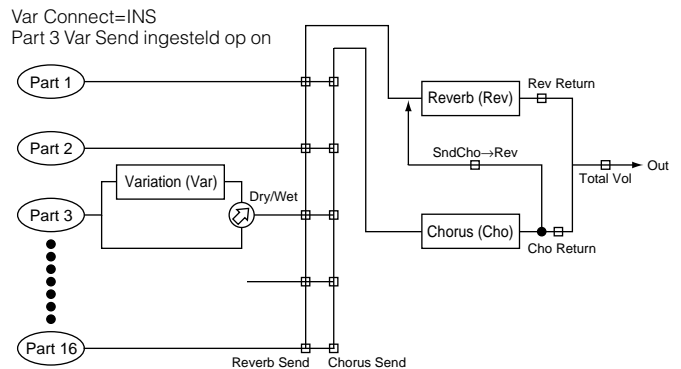 Var Connect=INS
Part 3 Var Send ingesteld op on
Part 1
Part 2
Part 3
Part 16
Variation (Var)
Dry/Wet
Reverb Send
Chorus Send
Reverb (Rev)
Rev Return
SndCho→Rev
Total Vol
Out
Chorus (Cho)
Cho Return